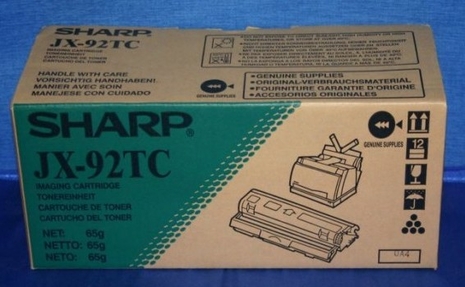 SHARP
JX-92TC
IMAGING CARTRIDGE
TONEREINHEIT
CARTOUCHE DE TONER
CARTUCHO DEL TONER
HANDLE WITH CARE
VORSICHTIG HANDHABEN!
MANIER AVEC SOIN
MANEJESE CON CUIDADO
GENUINE SUPPLIES
•GENUINE SUPPLIES
•ORIGINAL-VERBRAUCHSMATERIAL
•FOURNITURE GARANTIE D'ORIGINE
•ACCESORIOS ORIGINALES
SHARP®
JX-92TC
IMAGING CARTRIDGE
TONEREINHEIT
CARTOUCHE DE TONER
CARTUCHO DEL TONER
NET: 65g
NETTO: 65g
NETO: 65g
GENUINE SUPPLIES
12